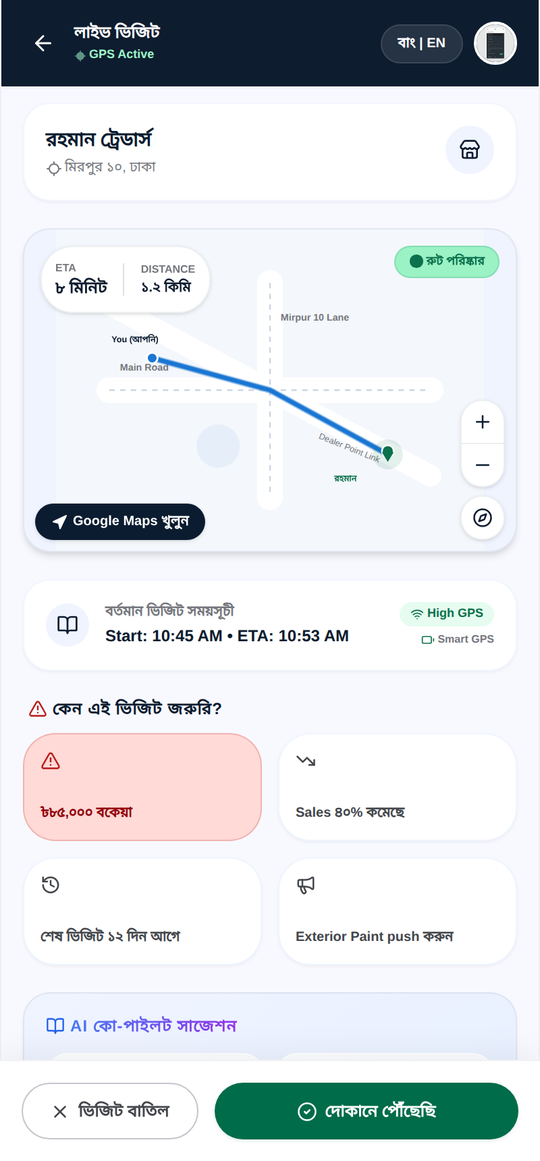 লাইভ ভিজিট
GPS Active
বাং | EN
রহমান ট্রেডার্স
মিরপুর ১০, ঢাকা
ETA
৮ মিনিট
DISTANCE
১.২ কিমি
রুট পরিষ্কার
Mirpur 10 Lane
You (আপনি)
Main Road
Dealer Point Link
রহমান
Google Maps খুলুন
বর্তমান ভিজিট সময়সূচী
Start: 10:45 AM • ETA: 10:53 AM
High GPS
Smart GPS
কেন এই ভিজিট জরুরি?
৳৮৫,০০০ বকেয়া
Sales ৪০% কমেছে
শেষ ভিজিট ১২ দিন আগে
Exterior Paint push করুন
AI কো-পাইলট সাজেশন
ভিজিট বাতিল
দোকানে পৌঁছেছি